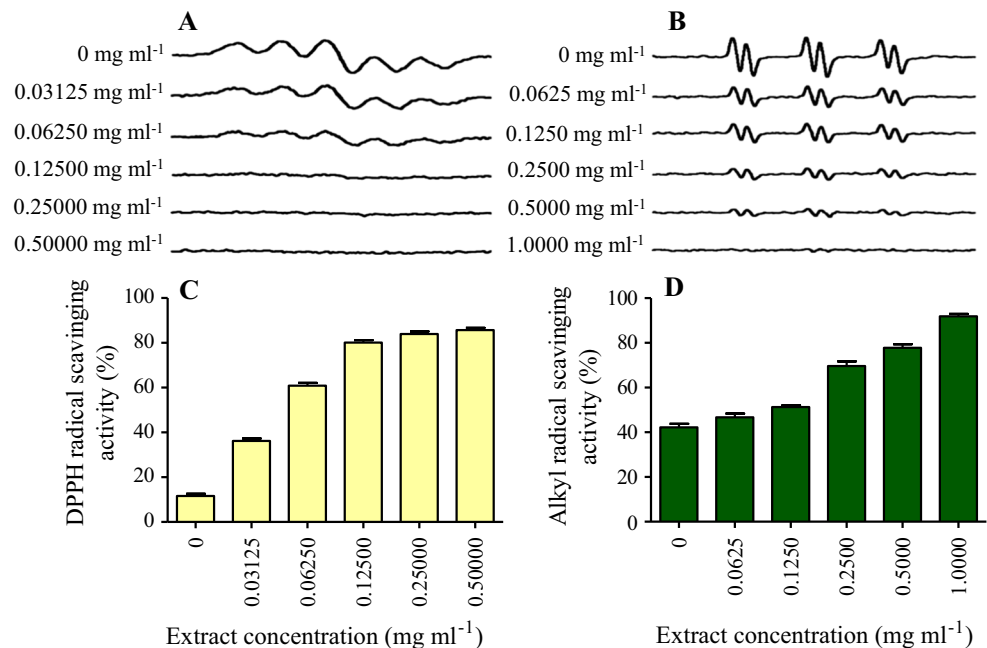 A
0 mg ml-1
0.03125 mg ml-1
0.06250 mg ml-1
0.12500 mg ml-1
0.25000 mg ml-1
0.50000 mg ml-1
B
0 mg ml-1
0.0625 mg ml-1
0.1250 mg ml-1
0.2500 mg ml-1
0.5000 mg ml-1
1.0000 mg ml-1
C
DPPH radical scavinging
activity (%)
100
80
60
40
20
0
0
0.03125
0.06250
0.12500
0.25000
0.50000
Extract concentration (mg ml-1)
D
Alkyl radical scavinging
activity (%)
100
80
60
40
20
0
0
0.0625
0.1250
0.2500
0.5000
1.0000
Extract concentration (mg ml-1)